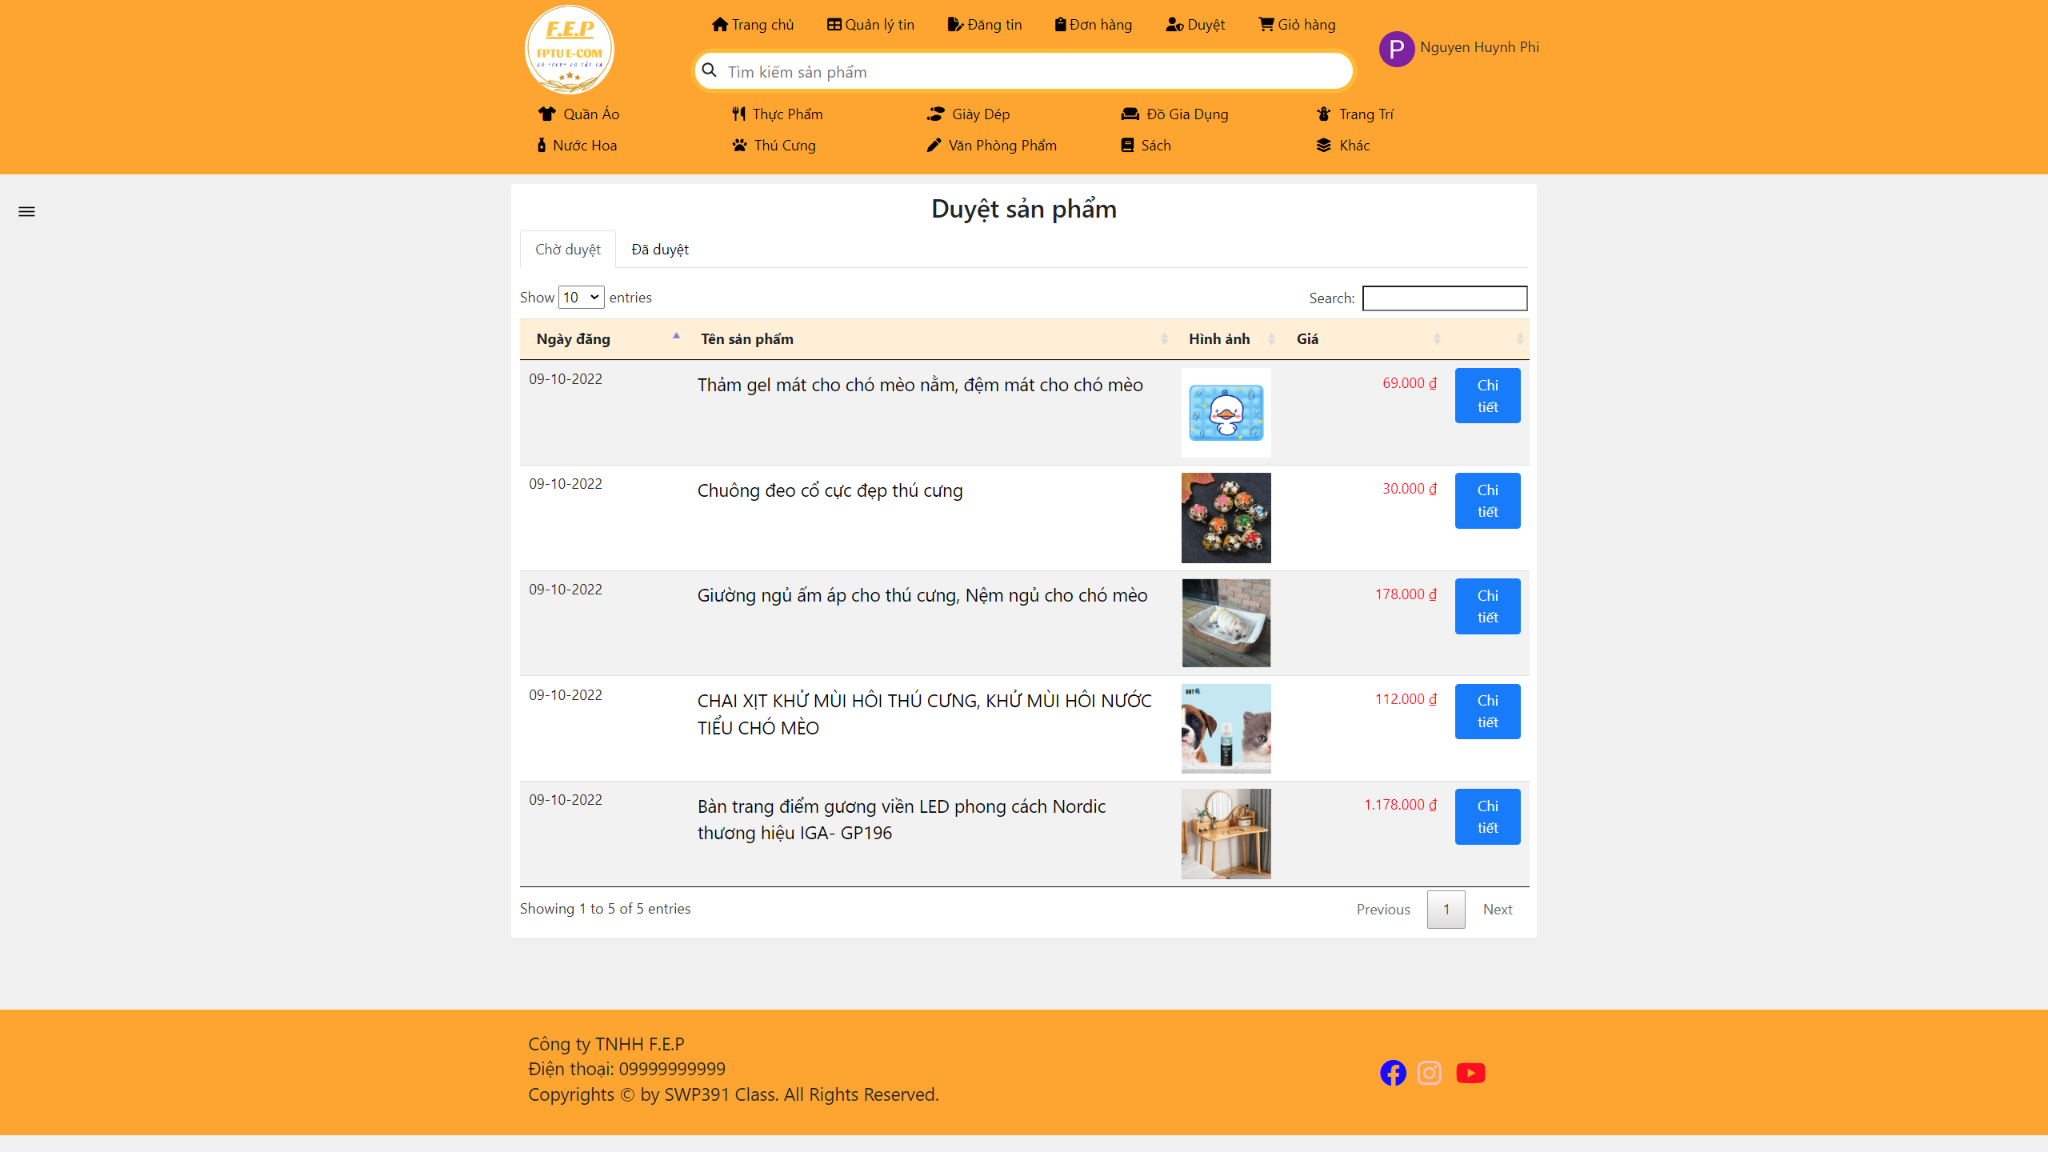 F.E.P
FPTU E-COM
CÓ "FEP" CÓ TẤT CẢ
Trang chủ Quản lý tin Đăng tin Đơn hàng Duyệt Giỏ hàng
P Nguyen Huynh Phi
Tìm kiếm sản phẩm
Quần Áo Thực Phẩm Giày Dép Đồ Gia Dụng Trang Trí
Nước Hoa Thú Cưng Văn Phòng Phẩm Sách Khác
Duyệt sản phẩm
Chờ duyệt Đã duyệt
Show 10 entries Search:
Ngày đăng Tên sản phẩm Hình ảnh Giá
09-10-2022 Thảm gel mát cho chó mèo nằm, đệm mát cho chó mèo 69.000 ₫ Chi
tiết
09-10-2022 Chuông đeo cổ cực đẹp thú cưng 30.000 ₫ Chi
tiết
09-10-2022 Giường ngủ ấm áp cho thú cưng, Nệm ngủ cho chó mèo 178.000 ₫ Chi
tiết
09-10-2022 CHAI XỊT KHỬ MÙI HÔI THÚ CƯNG, KHỬ MÙI HÔI NƯỚC 112.000 ₫ Chi
TIỂU CHÓ MÈO tiết
09-10-2022 Bàn trang điểm gương viền LED phong cách Nordic 1.178.000 ₫ Chi
thương hiệu IGA- GP196 tiết
Showing 1 to 5 of 5 entries Previous 1 Next
Công ty TNHH F.E.P
Điện thoại: 09999999999
Copyrights © by SWP391 Class. All Rights Reserved.